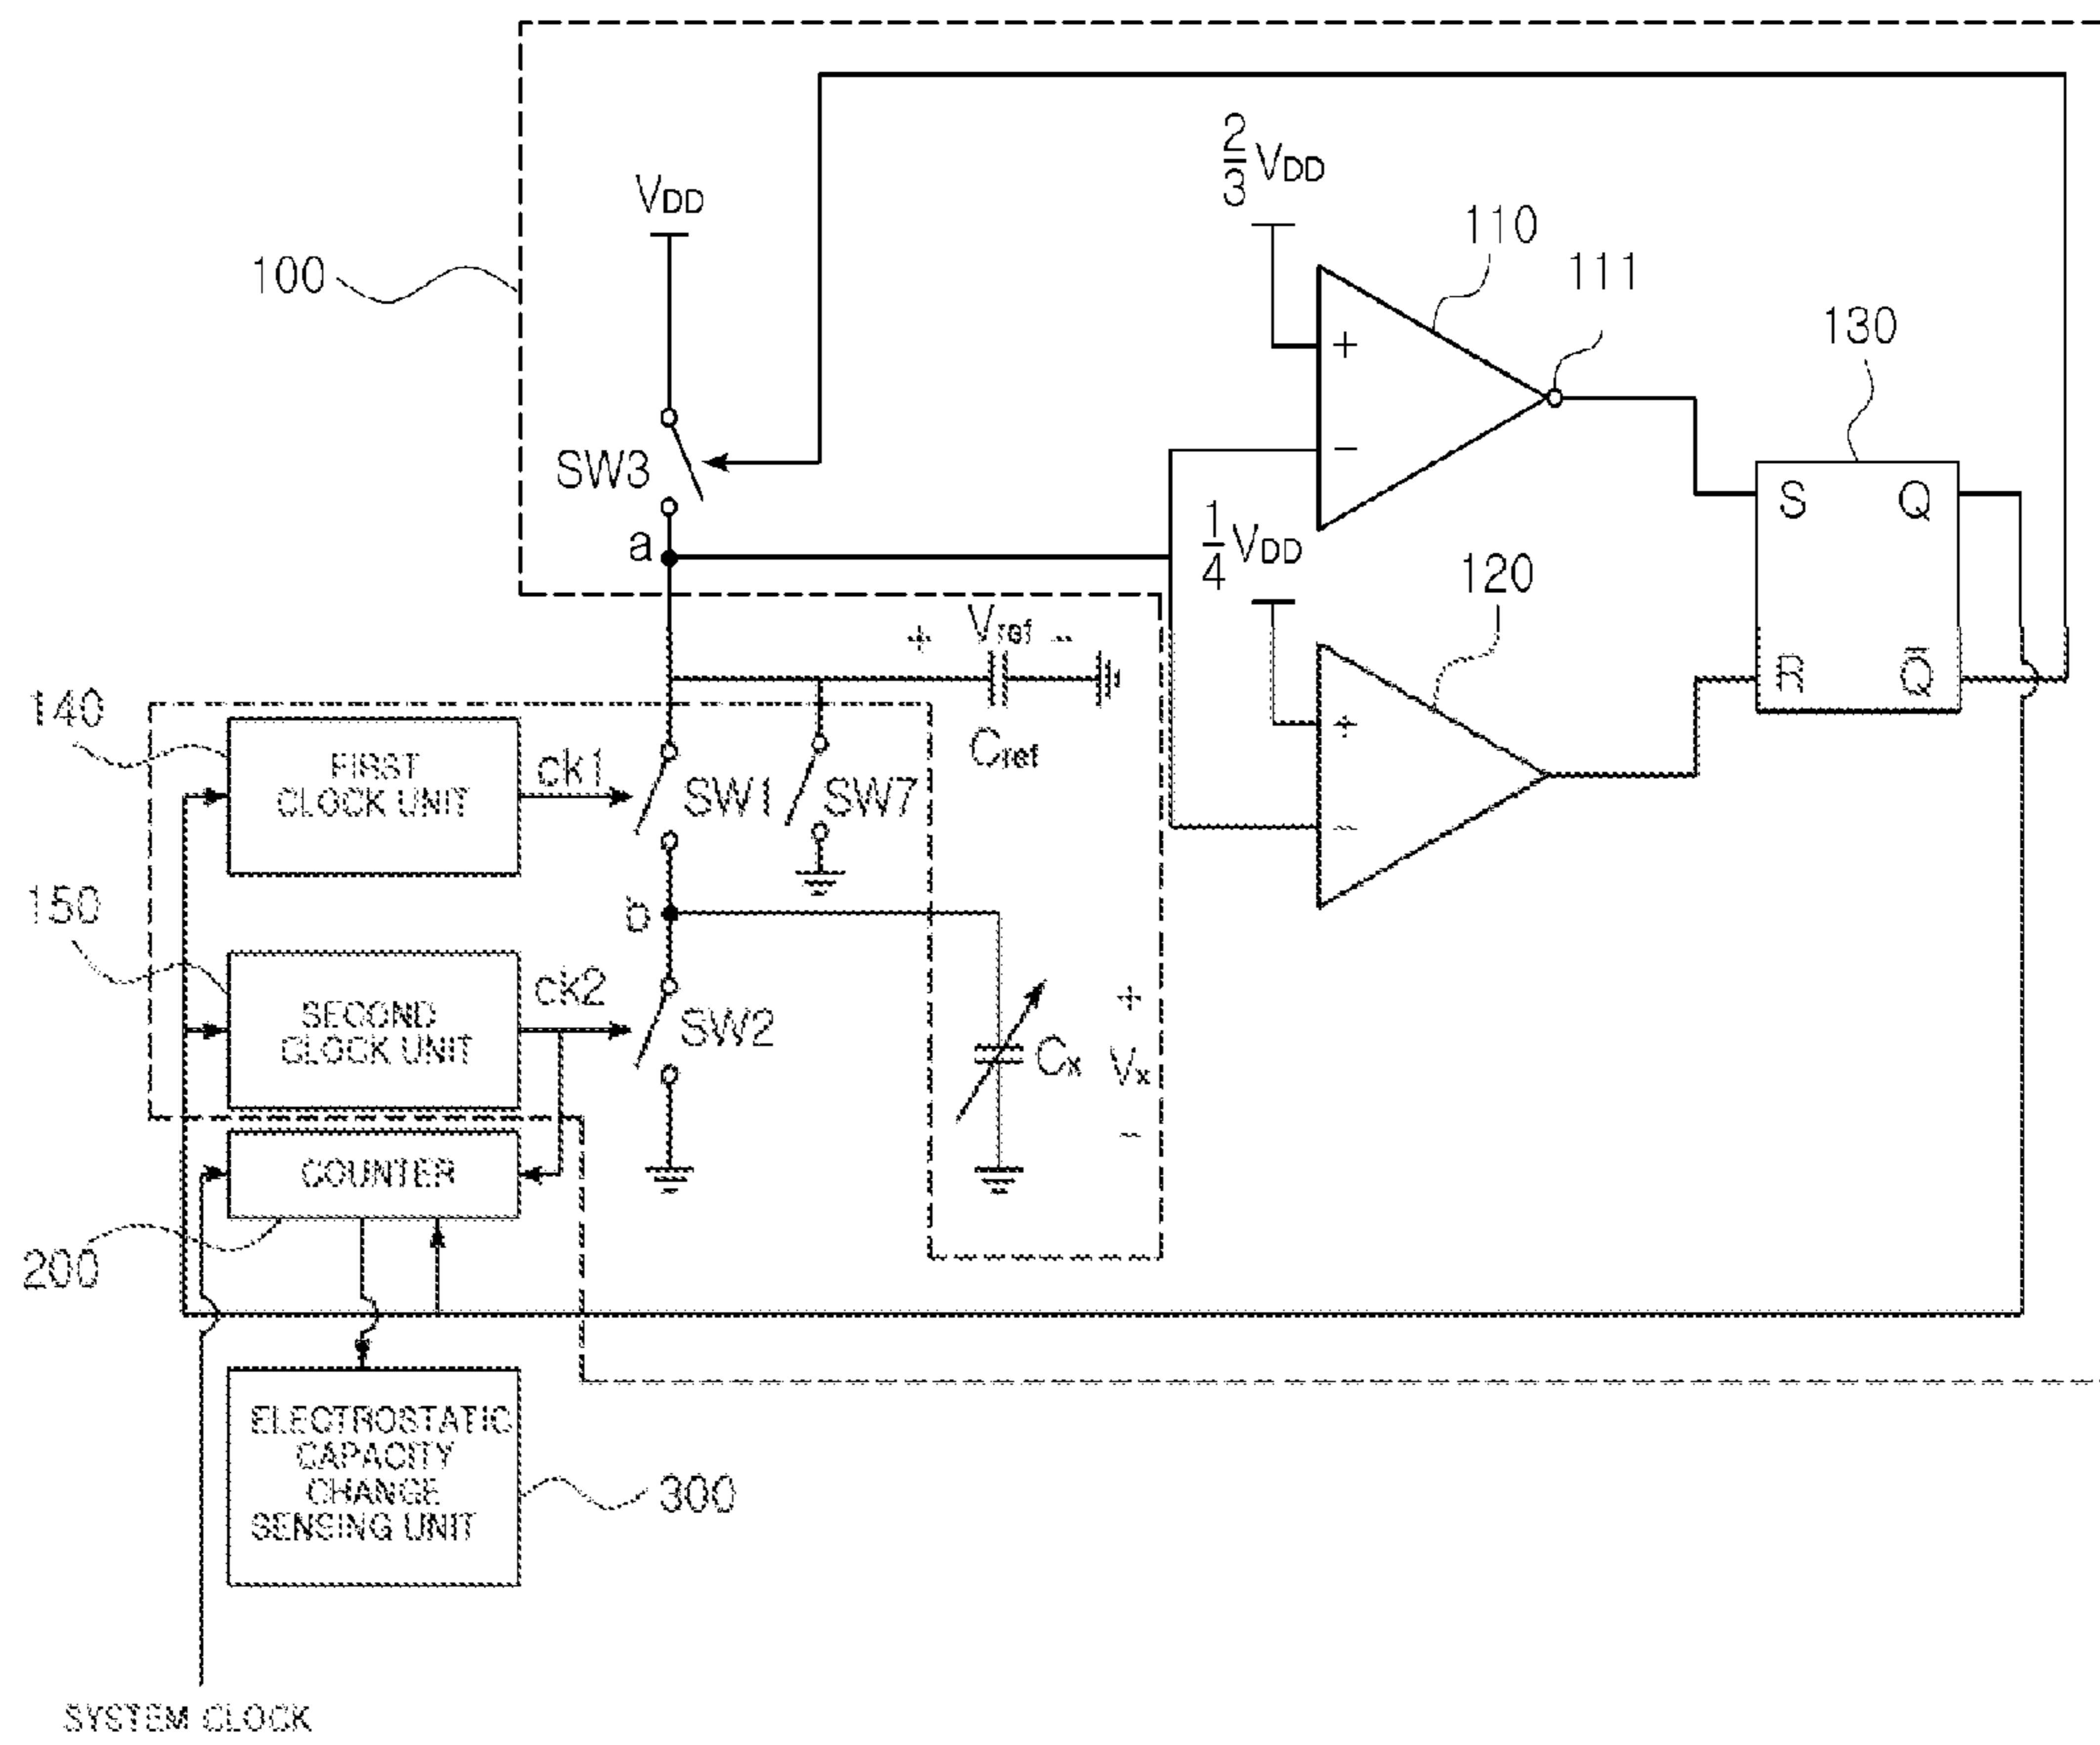 100
VDD
SW3
a
2/3 VDD
110
111
130
+
−
S Q
R Q̄
1/4 VDD
120
+
−
+ Vref −
Cref
140
FIRST
CLOCK UNIT
ck1
SW1
SW7
b
150
SECOND
CLOCK UNIT
ck2
SW2
Cx
+
Vx
−
COUNTER
200
ELECTROSTATIC
CAPACITY
CHANGE
SENSING UNIT
300
SYSTEM CLOCK